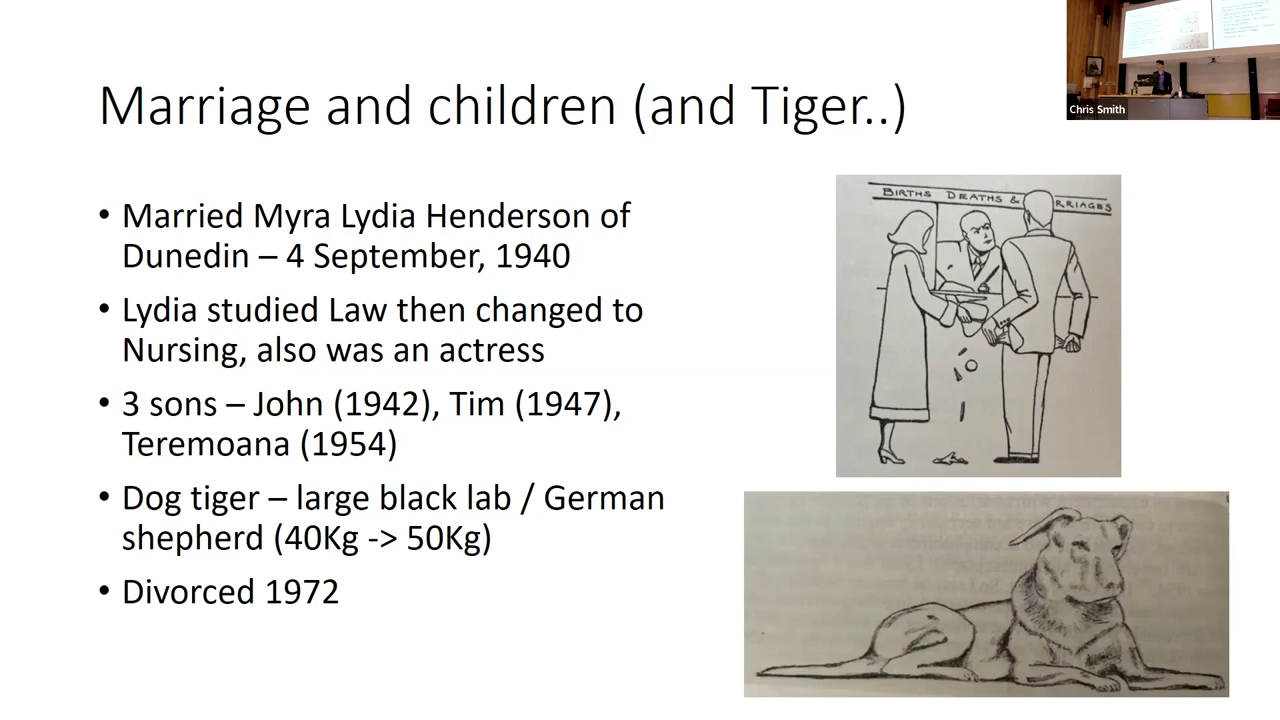 Marriage and children (and Tiger..)
Chris Smith
• Married Myra Lydia Henderson of
Dunedin – 4 September, 1940
• Lydia studied Law then changed to
Nursing, also was an actress
• 3 sons – John (1942), Tim (1947),
Teremoana (1954)
• Dog tiger – large black lab / German
shepherd (40Kg -> 50Kg)
• Divorced 1972
BIRTHS DEATHS & RRIAGES